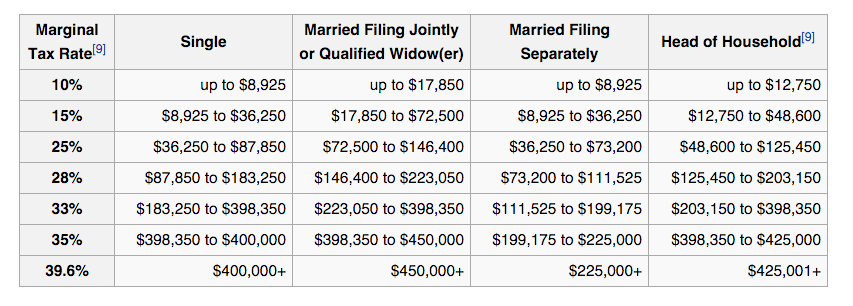 Marginal Tax Rate[9] Single Married Filing Jointly or Qualified Widow(er) Married Filing Separately Head of Household[9]
10% up to $8,925 up to $17,850 up to $8,925 up to $12,750
15% $8,925 to $36,250 $17,850 to $72,500 $8,925 to $36,250 $12,750 to $48,600
25% $36,250 to $87,850 $72,500 to $146,400 $36,250 to $73,200 $48,600 to $125,450
28% $87,850 to $183,250 $146,400 to $223,050 $73,200 to $111,525 $125,450 to $203,150
33% $183,250 to $398,350 $223,050 to $398,350 $111,525 to $199,175 $203,150 to $398,350
35% $398,350 to $400,000 $398,350 to $450,000 $199,175 to $225,000 $398,350 to $425,000
39.6% $400,000+ $450,000+ $225,000+ $425,001+